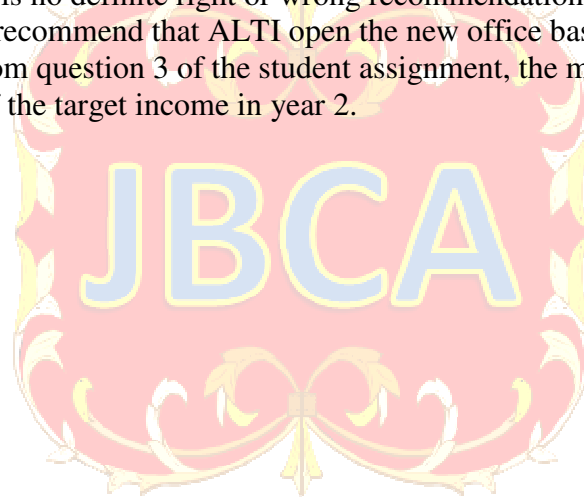 is no definite right or wrong recommendation
recommend that ALTI open the new office bas
om question 3 of the student assignment, the m
f the target income in year 2.
JBCA